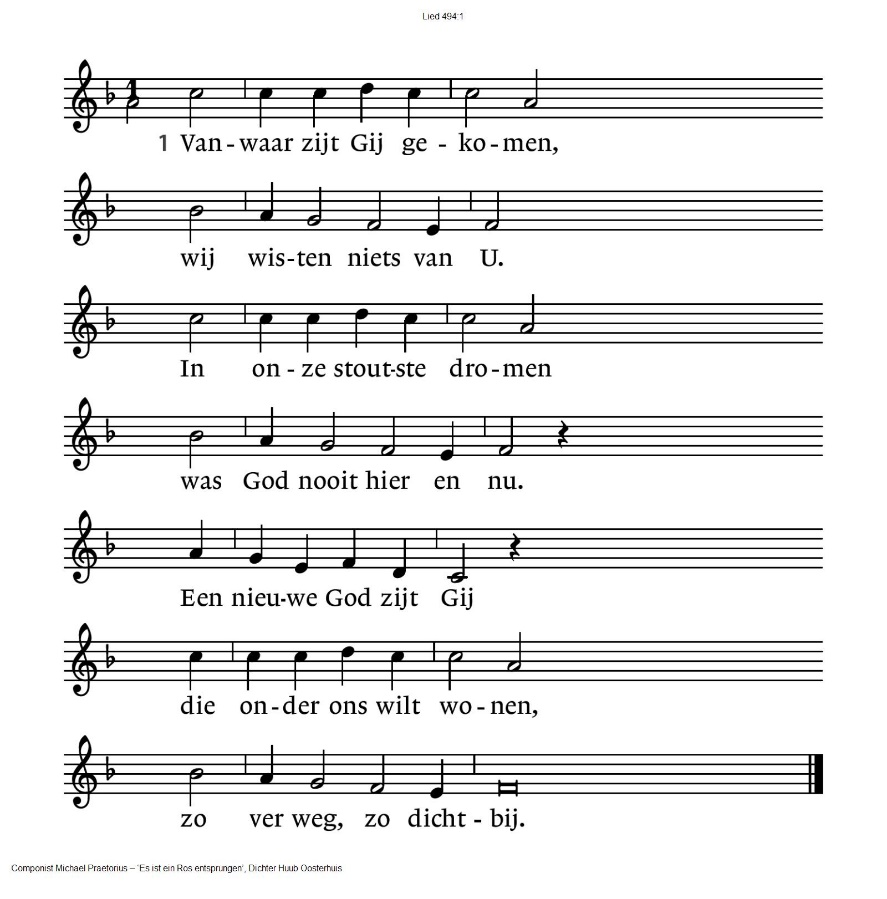 Lied 494:1
1
1 Van-waar zijt Gij ge - ko-men,
wij wis-ten niets van U.
In on - ze stout-ste dro-men
was God nooit hier en nu.
Een nieu-we God zijt Gij
die on-der ons wilt wo-nen,
zo ver weg, zo dicht - bij.
Componist Michael Praetorius – 'Es ist ein Ros entsprungen', Dichter Huub Oosterhuis